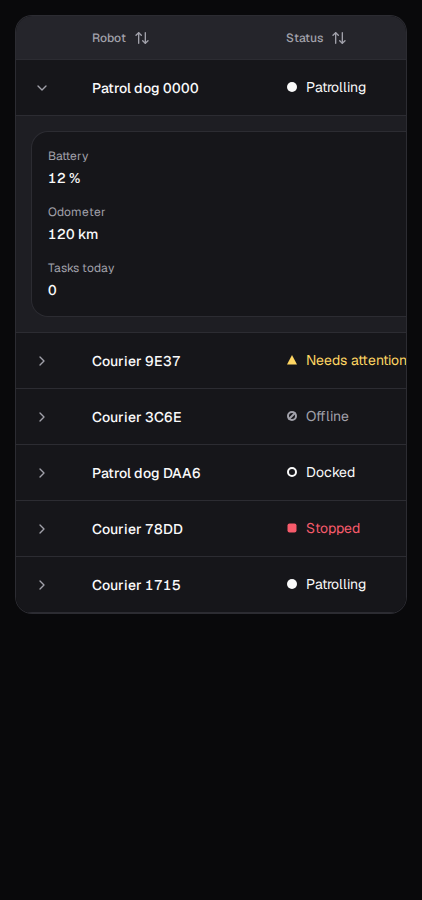 Robot Status
Patrol dog 0000 Patrolling
Battery
12 %
Odometer
120 km
Tasks today
0
Courier 9E37 Needs attention
Courier 3C6E Offline
Patrol dog DAA6 Docked
Courier 78DD Stopped
Courier 1715 Patrolling